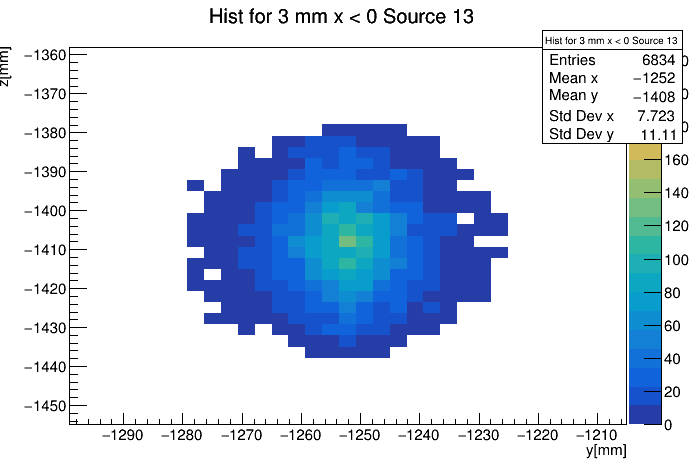 Hist for 3 mm x < 0 Source 13
Hist for 3 mm x < 0 Source 13
Entries 6834
Mean x −1252
Mean y −1408
Std Dev x 7.723
Std Dev y 11.11
z[mm]
−1360
−1370
−1380
−1390
−1400
−1410
−1420
−1430
−1440
−1450
160
140
120
100
80
60
40
20
0
−1290 −1280 −1270 −1260 −1250 −1240 −1230 −1220 −1210
y[mm]